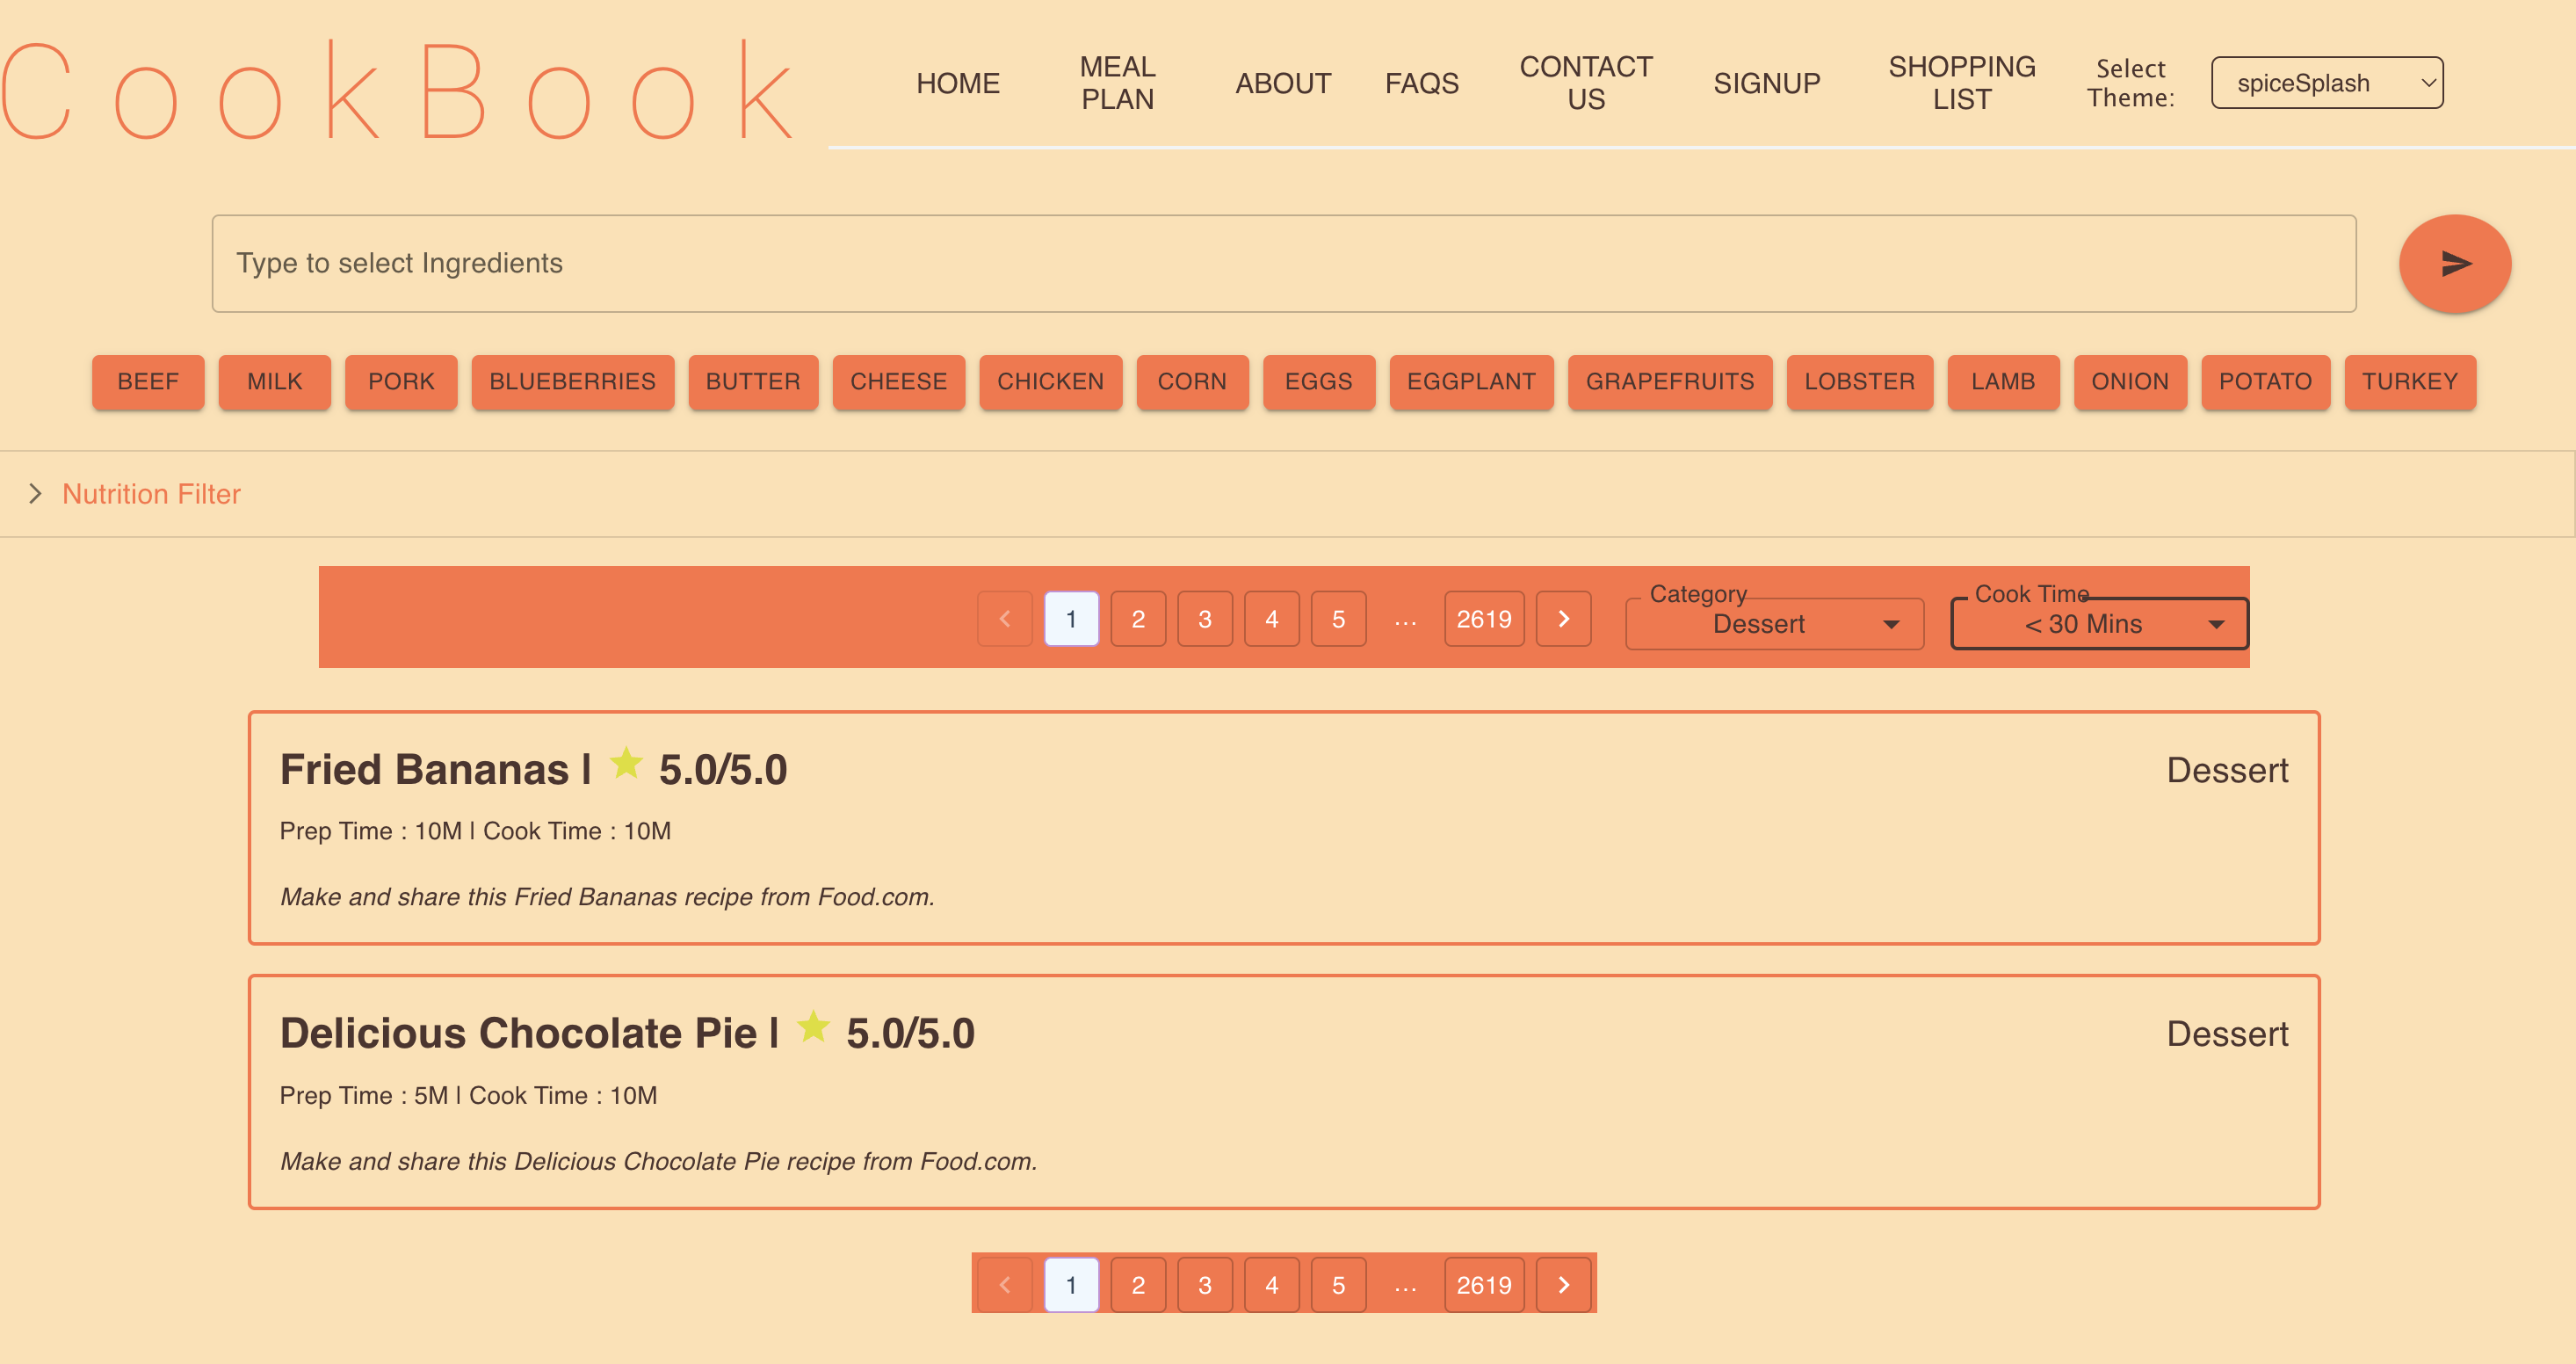 CookBook
HOME
MEAL
PLAN
ABOUT
FAQS
CONTACT
US
SIGNUP
SHOPPING
LIST
Select
Theme:
spiceSplash
Type to select Ingredients
BEEF MILK PORK BLUEBERRIES BUTTER CHEESE CHICKEN CORN EGGS EGGPLANT GRAPEFRUITS LOBSTER LAMB ONION POTATO TURKEY
Nutrition Filter
1 2 3 4 5 ... 2619
Category
Dessert
Cook Time
< 30 Mins
Fried Bananas | 5.0/5.0
Dessert
Prep Time : 10M | Cook Time : 10M
Make and share this Fried Bananas recipe from Food.com.
Delicious Chocolate Pie | 5.0/5.0
Dessert
Prep Time : 5M | Cook Time : 10M
Make and share this Delicious Chocolate Pie recipe from Food.com.
1 2 3 4 5 ... 2619